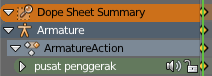 Dope Sheet Summary
Armature
ArmatureAction
pusat penggerak